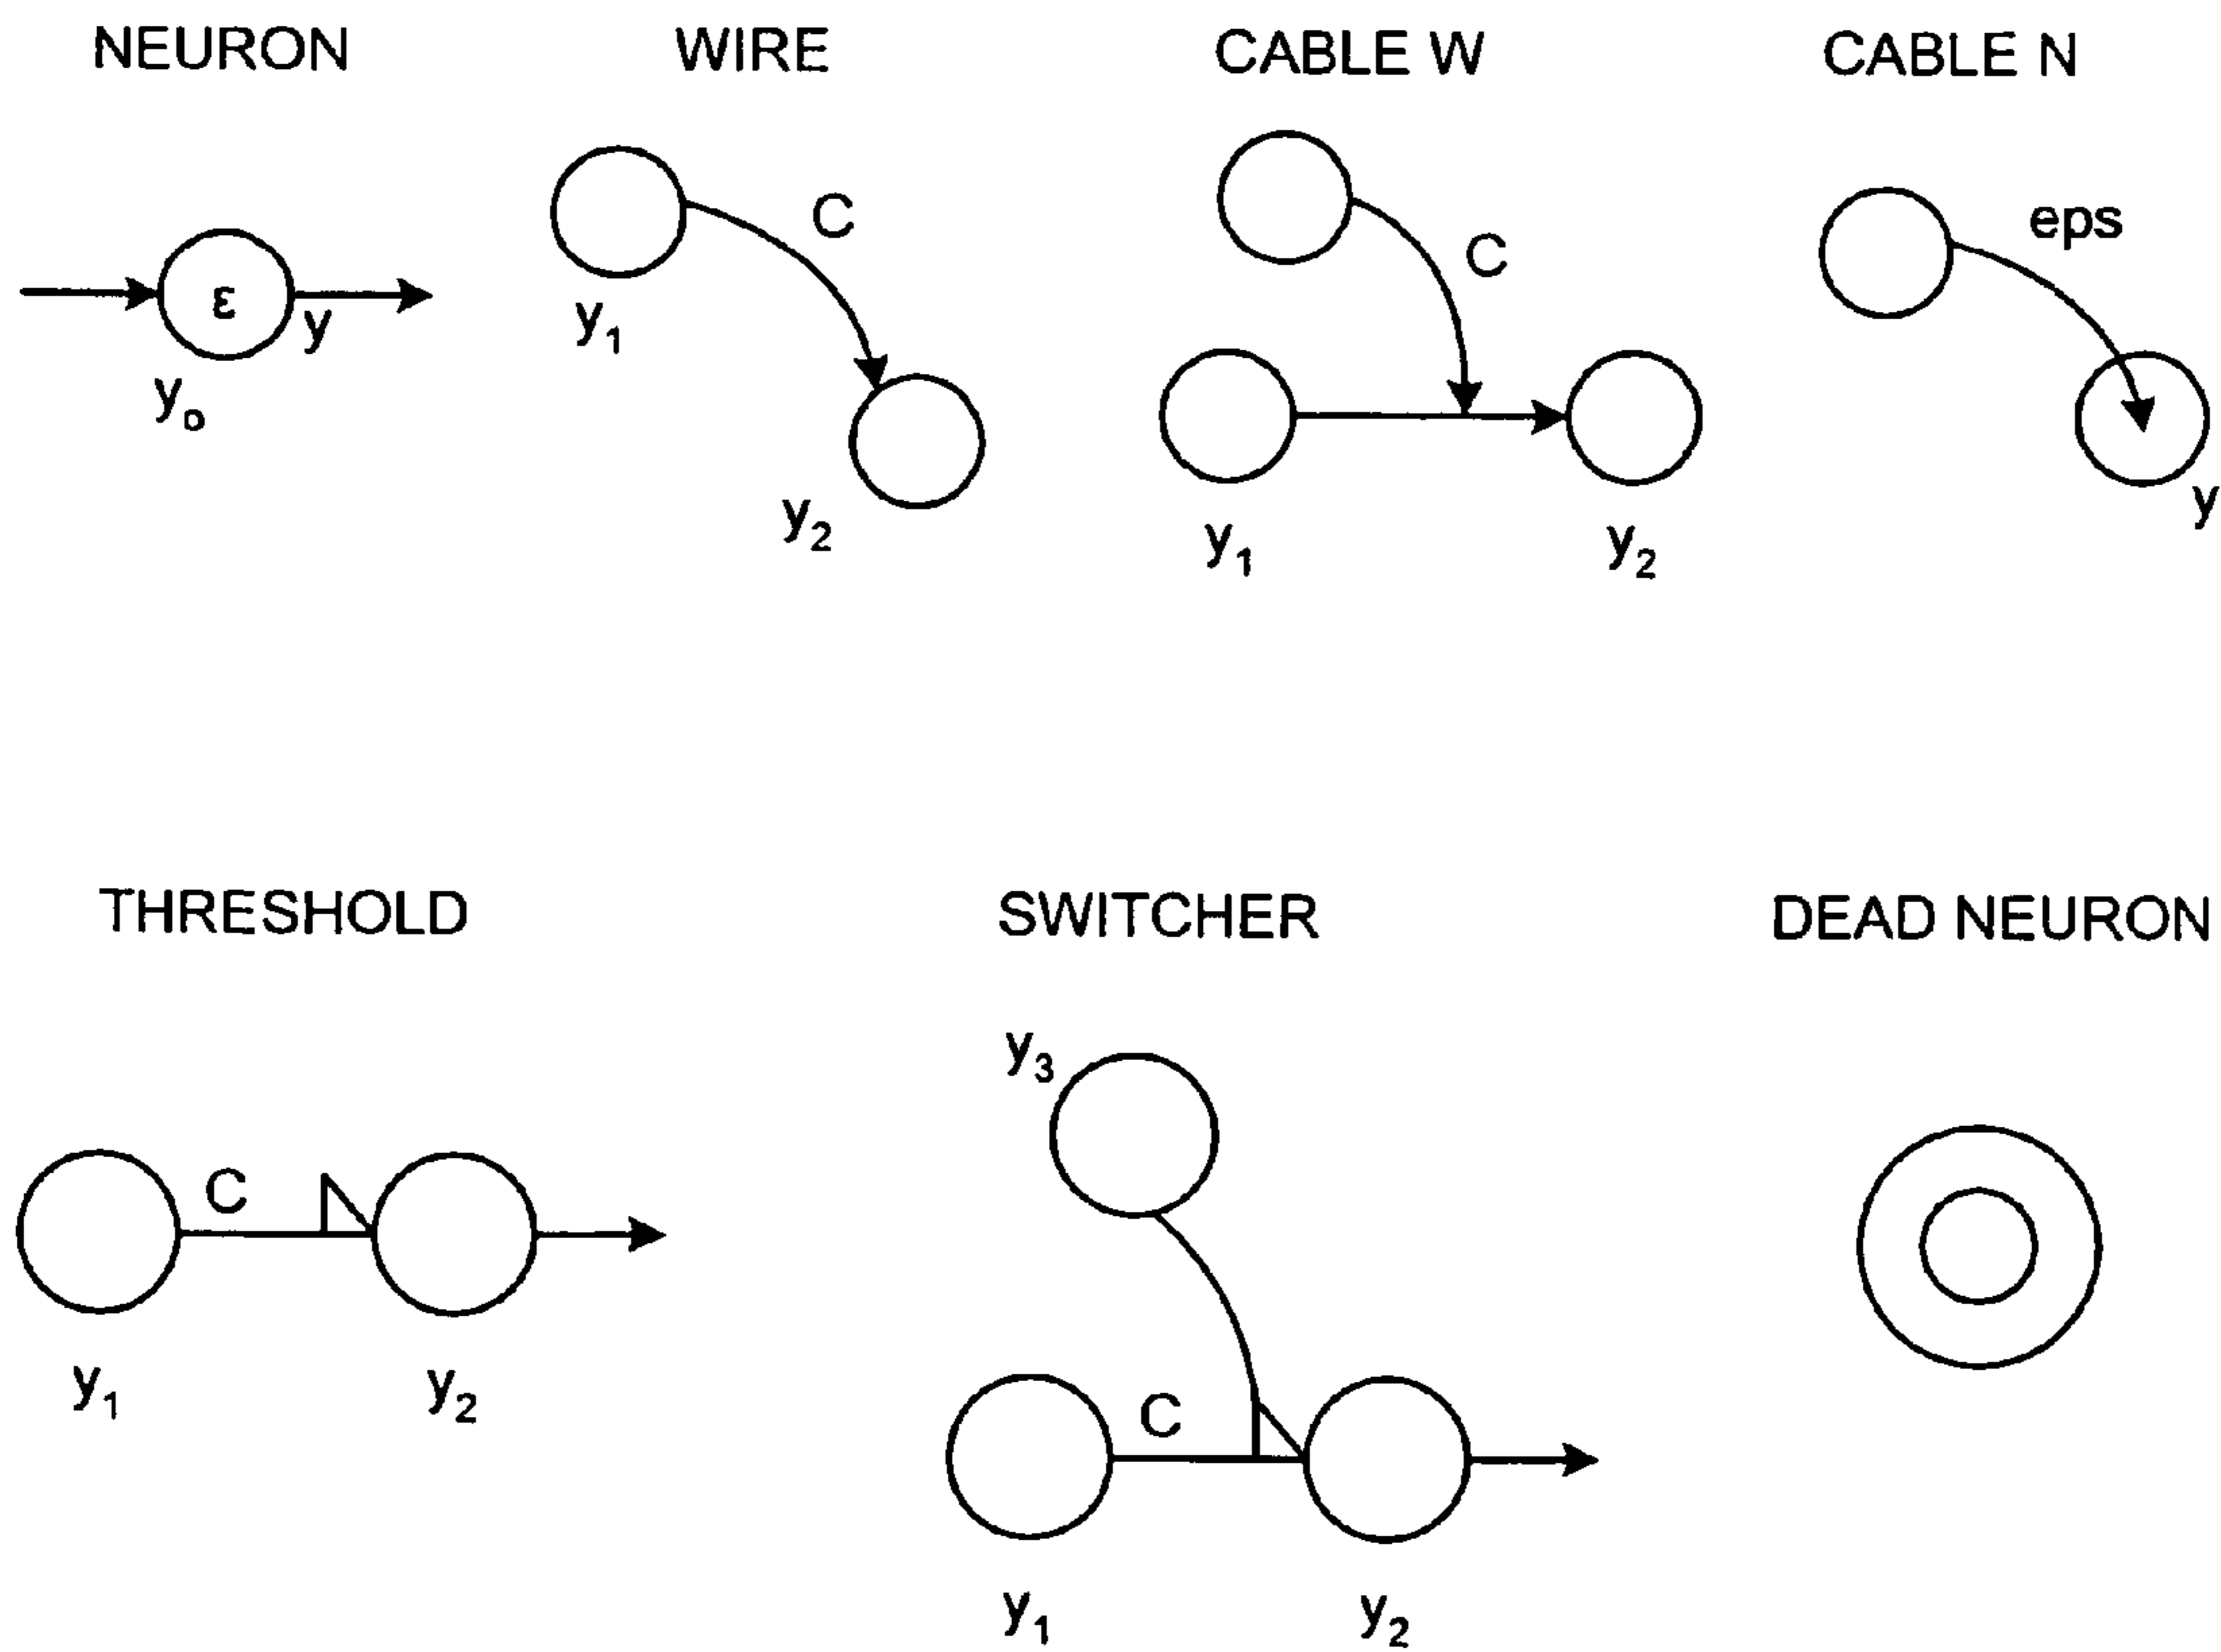 NEURON
WIRE
CABLE W
CABLE N
C
C
eps
ε
y
y₀
y₁
y₂
y₁
y₂
y
THRESHOLD
SWITCHER
DEAD NEURON
y₃
C
y₁
y₂
C
y₁
y₂